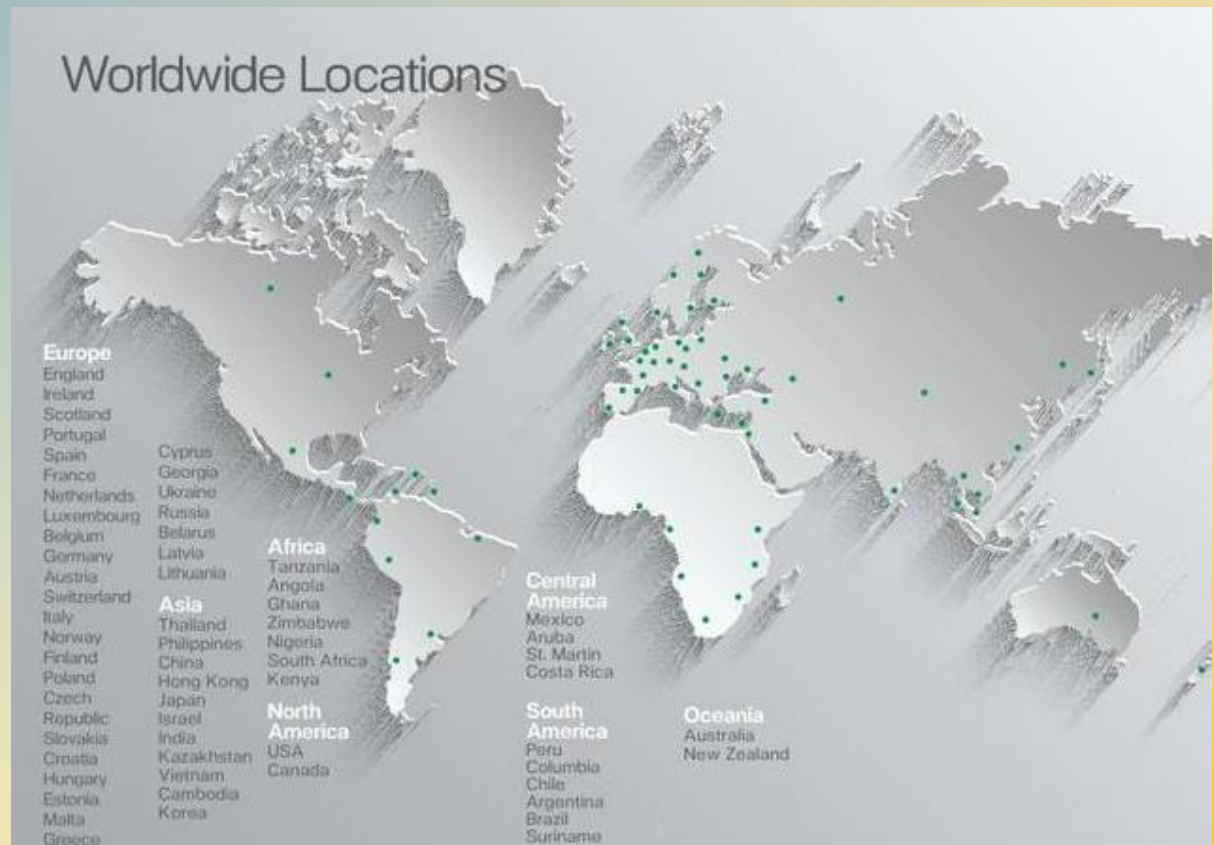 Worldwide Locations
Europe
England
Ireland
Scotland
Portugal
Spain
France
Netherlands
Luxembourg
Belgium
Germany
Austria
Switzerland
Italy
Norway
Finland
Poland
Czech
Republic
Slovakia
Croatia
Hungary
Estonia
Malta
Greece
Cyprus
Georgia
Ukraine
Russia
Belarus
Latvia
Lithuania
Asia
Thailand
Philippines
China
Hong Kong
Japan
Israel
India
Kazakhstan
Vietnam
Cambodia
Korea
Africa
Tanzania
Angola
Ghana
Zimbabwe
Nigeria
South Africa
Kenya
North
America
USA
Canada
Central
America
Mexico
Aruba
St. Martin
Costa Rica
South
America
Peru
Columbia
Chile
Argentina
Brazil
Suriname
Oceania
Australia
New Zealand